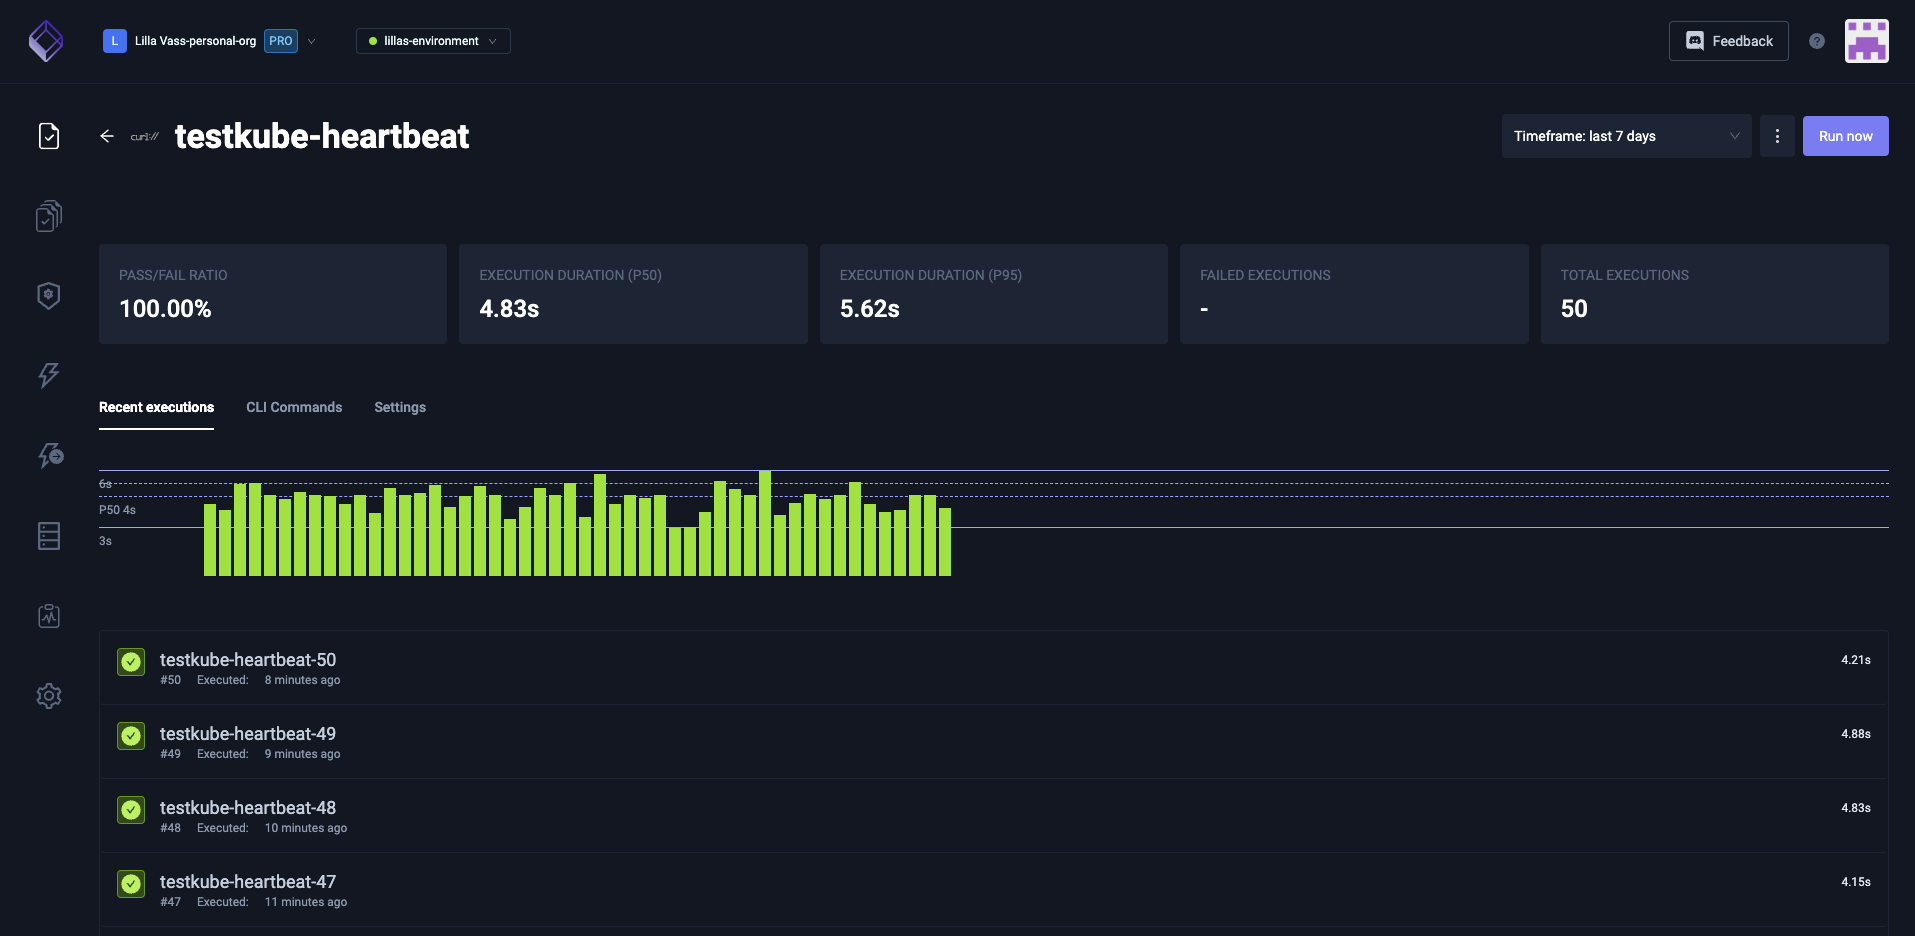 L Lilla Vass-personal-org PRO lillas-environment Feedback ?
curl:// testkube-heartbeat Timeframe: last 7 days Run now
PASS/FAIL RATIO
100.00%
EXECUTION DURATION (P50)
4.83s
EXECUTION DURATION (P95)
5.62s
FAILED EXECUTIONS
-
TOTAL EXECUTIONS
50
Recent executions CLI Commands Settings
6s
P50 4s
3s
testkube-heartbeat-50 4.21s
#50 Executed: 8 minutes ago
testkube-heartbeat-49 4.88s
#49 Executed: 9 minutes ago
testkube-heartbeat-48 4.83s
#48 Executed: 10 minutes ago
testkube-heartbeat-47 4.15s
#47 Executed: 11 minutes ago